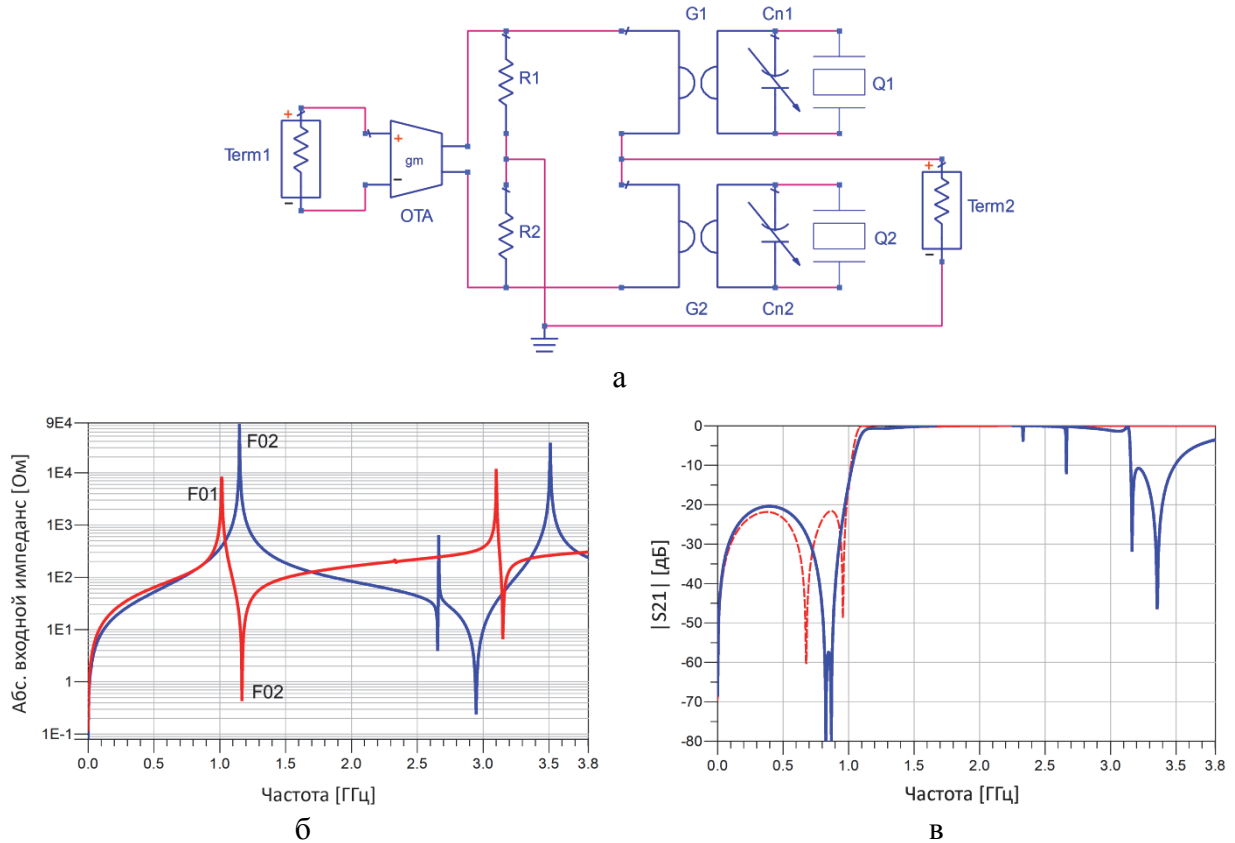 G1
Cn1
R1
Q1
+
Term1
-
+
gm
-
OTA
+
Term2
-
R2
Q2
G2
Cn2
а
Абс. входной импеданс [Ом]
9E4
1E4
1E3
1E2
1E1
1
1E-1
F02
F01
F02
0.0 0.5 1.0 1.5 2.0 2.5 3.0 3.5 3.8
Частота [ГГц]
б
|S21| [дБ]
0
-10
-20
-30
-40
-50
-60
-70
-80
0.0 0.5 1.0 1.5 2.0 2.5 3.0 3.5 3.8
Частота [ГГц]
в